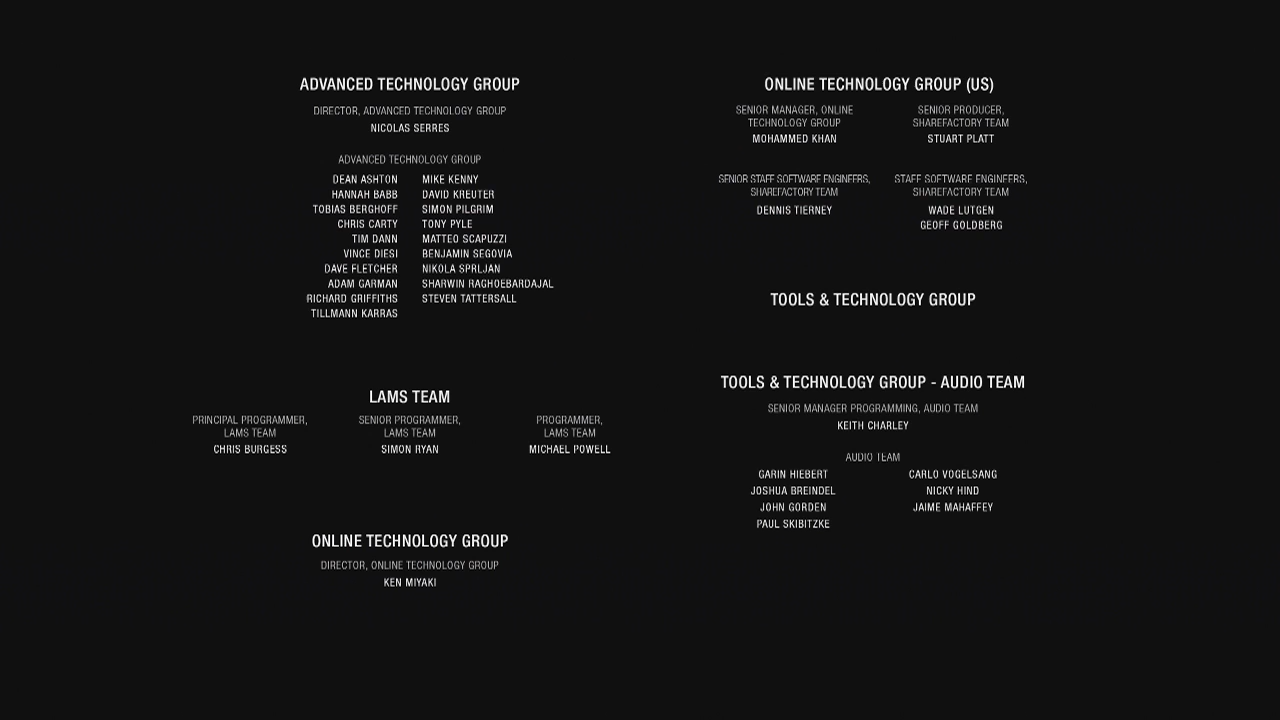 ADVANCED TECHNOLOGY GROUP
DIRECTOR, ADVANCED TECHNOLOGY GROUP
NICOLAS SERRES
ADVANCED TECHNOLOGY GROUP
DEAN ASHTON MIKE KENNY
HANNAH BABB DAVID KREUTER
TOBIAS BERGHOFF SIMON PILGRIM
CHRIS CARTY TONY PYLE
TIM DANN MATTEO SCAPUZZI
VINCE DIESI BENJAMIN SEGOVIA
DAVE FLETCHER NIKOLA SPRLJAN
ADAM GARMAN SHARWIN RAGHOEBARDAJAL
RICHARD GRIFFITHS STEVEN TATTERSALL
TILLMANN KARRAS
LAMS TEAM
PRINCIPAL PROGRAMMER, SENIOR PROGRAMMER, PROGRAMMER,
LAMS TEAM LAMS TEAM LAMS TEAM
CHRIS BURGESS SIMON RYAN MICHAEL POWELL
ONLINE TECHNOLOGY GROUP
DIRECTOR, ONLINE TECHNOLOGY GROUP
KEN MIYAKI
ONLINE TECHNOLOGY GROUP (US)
SENIOR MANAGER, ONLINE SENIOR PRODUCER,
TECHNOLOGY GROUP SHAREFACTORY TEAM
MOHAMMED KHAN STUART PLATT
SENIOR STAFF SOFTWARE ENGINEERS, STAFF SOFTWARE ENGINEERS,
SHAREFACTORY TEAM SHAREFACTORY TEAM
DENNIS TIERNEY WADE LUTGEN
GEOFF GOLDBERG
TOOLS & TECHNOLOGY GROUP
TOOLS & TECHNOLOGY GROUP - AUDIO TEAM
SENIOR MANAGER PROGRAMMING, AUDIO TEAM
KEITH CHARLEY
AUDIO TEAM
GARIN HIEBERT CARLO VOGELSANG
JOSHUA BREINDEL NICKY HIND
JOHN GORDEN JAIME MAHAFFEY
PAUL SKIBITZKE